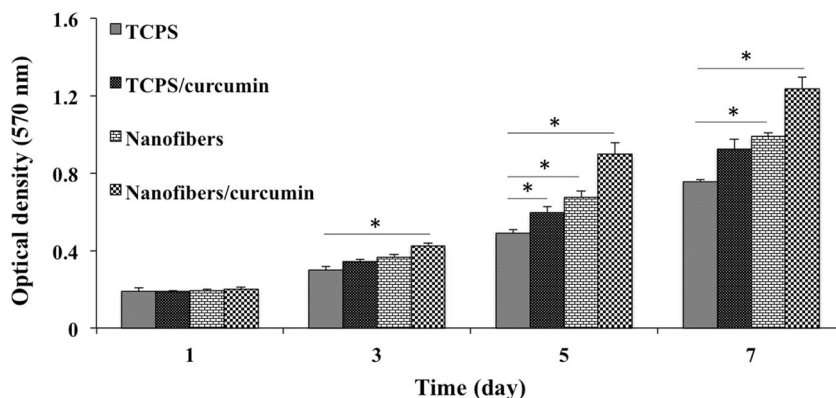 1.6
1.2
0.8
0.4
0
Optical density (570 nm)
TCPS
TCPS/curcumin
Nanofibers
Nanofibers/curcumin
*
*
*
*
*
*
1 3 5 7
Time (day)